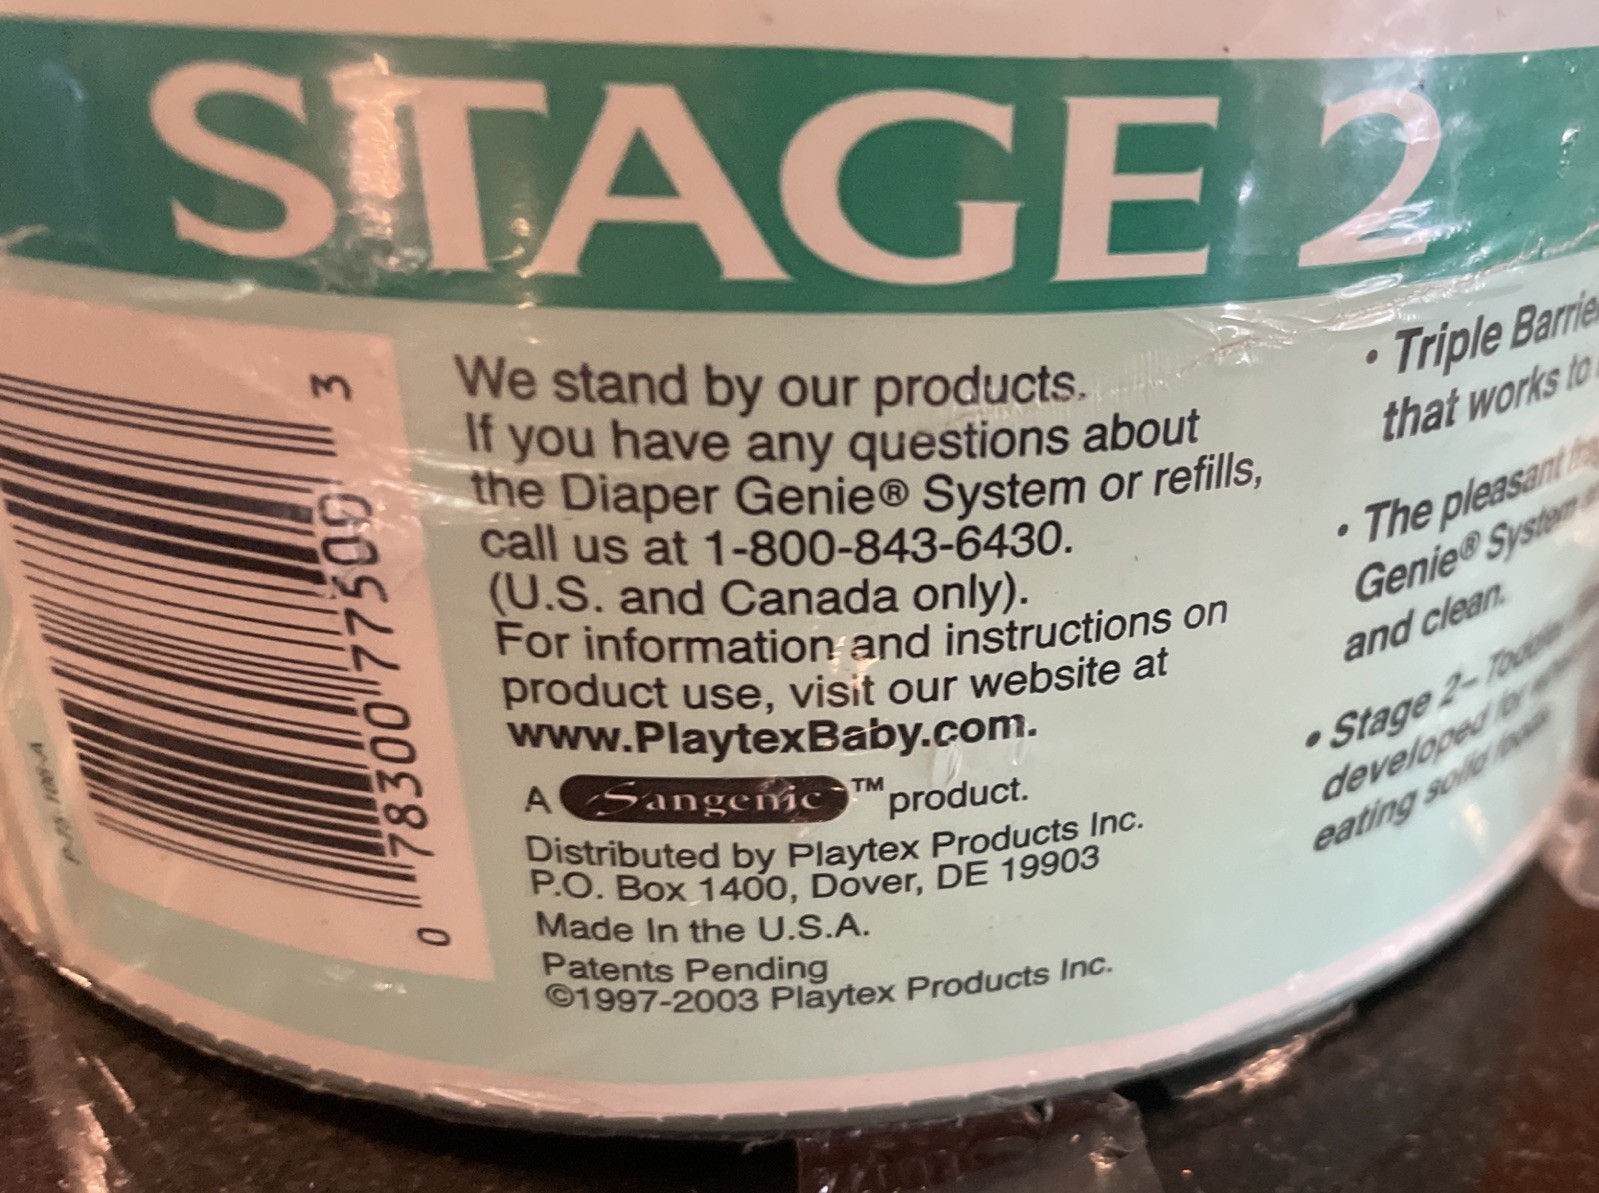 STAGE 2
0 78300 77500 3
We stand by our products.
If you have any questions about
the Diaper Genie® System or refills,
call us at 1-800-843-6430.
(U.S. and Canada only).
For information and instructions on
product use, visit our website at
www.PlaytexBaby.com.
A Sangenic™ product.
Distributed by Playtex Products Inc.
P.O. Box 1400, Dover, DE 19903
Made In the U.S.A.
Patents Pending
©1997-2003 Playtex Products Inc.
• Triple
that works to
• The pleasant
Genie® System
and clean.
• Stage 2–
developed for
eating solid